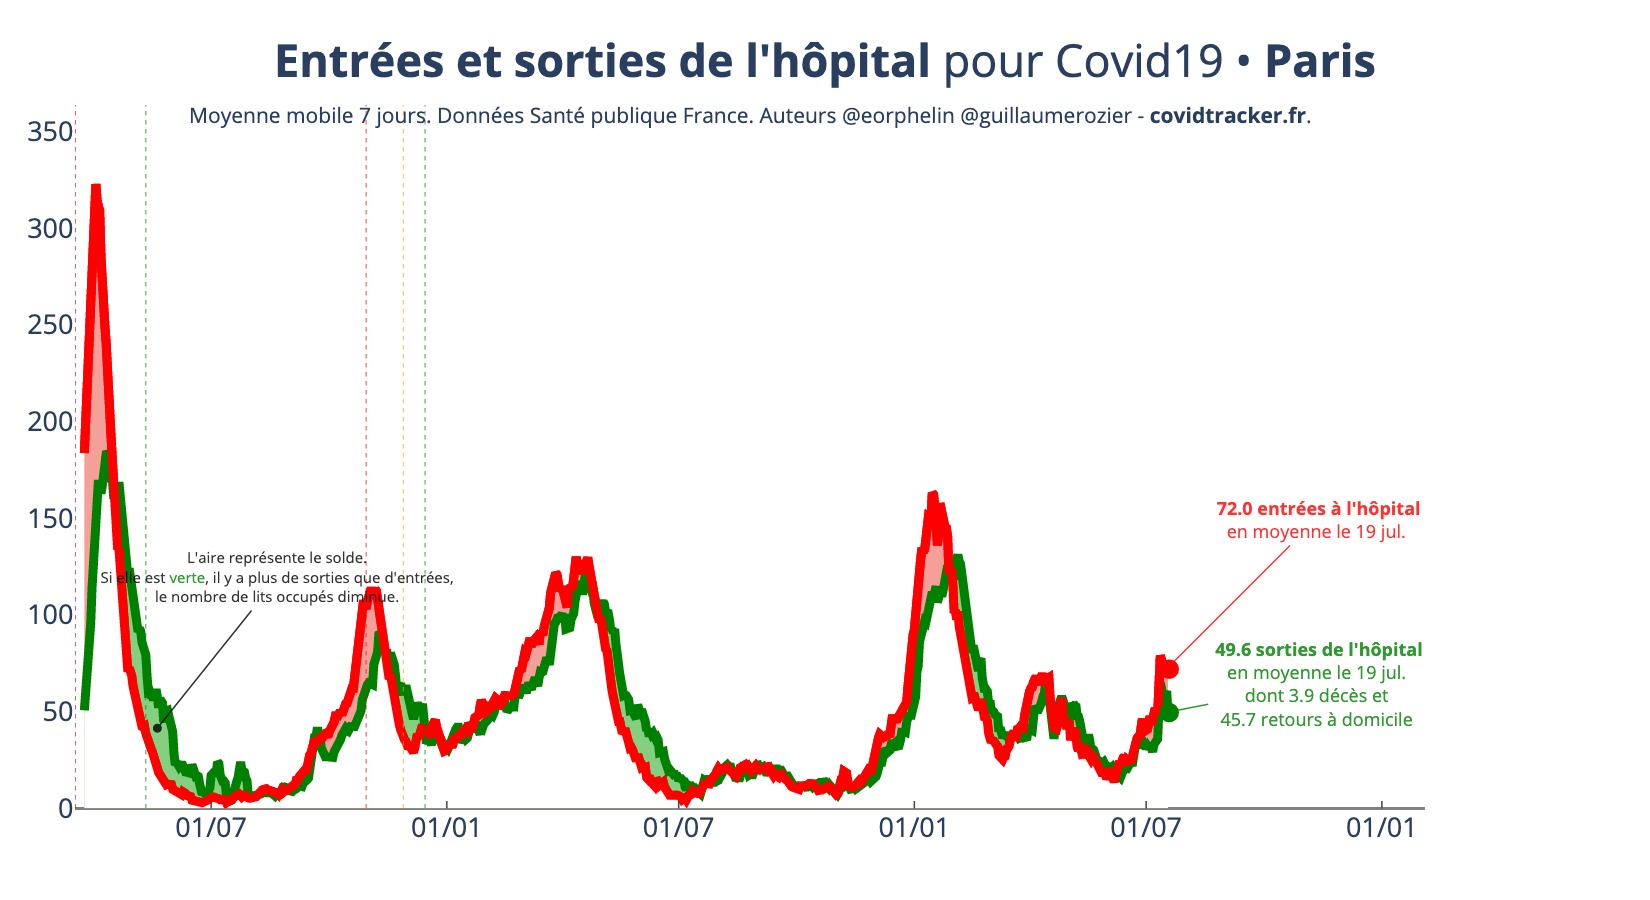 Entrées et sorties de l'hôpital pour Covid19 • Paris
Moyenne mobile 7 jours. Données Santé publique France. Auteurs @eorphelin @guillaumerozier - covidtracker.fr.
350
300
250
200
150
100
50
0
L'aire représente le solde.
Si elle est verte, il y a plus de sorties que d'entrées,
le nombre de lits occupés diminue.
72.0 entrées à l'hôpital
en moyenne le 19 jul.
49.6 sorties de l'hôpital
en moyenne le 19 jul.
dont 3.9 décès et
45.7 retours à domicile
01/07
01/01
01/07
01/01
01/07
01/01